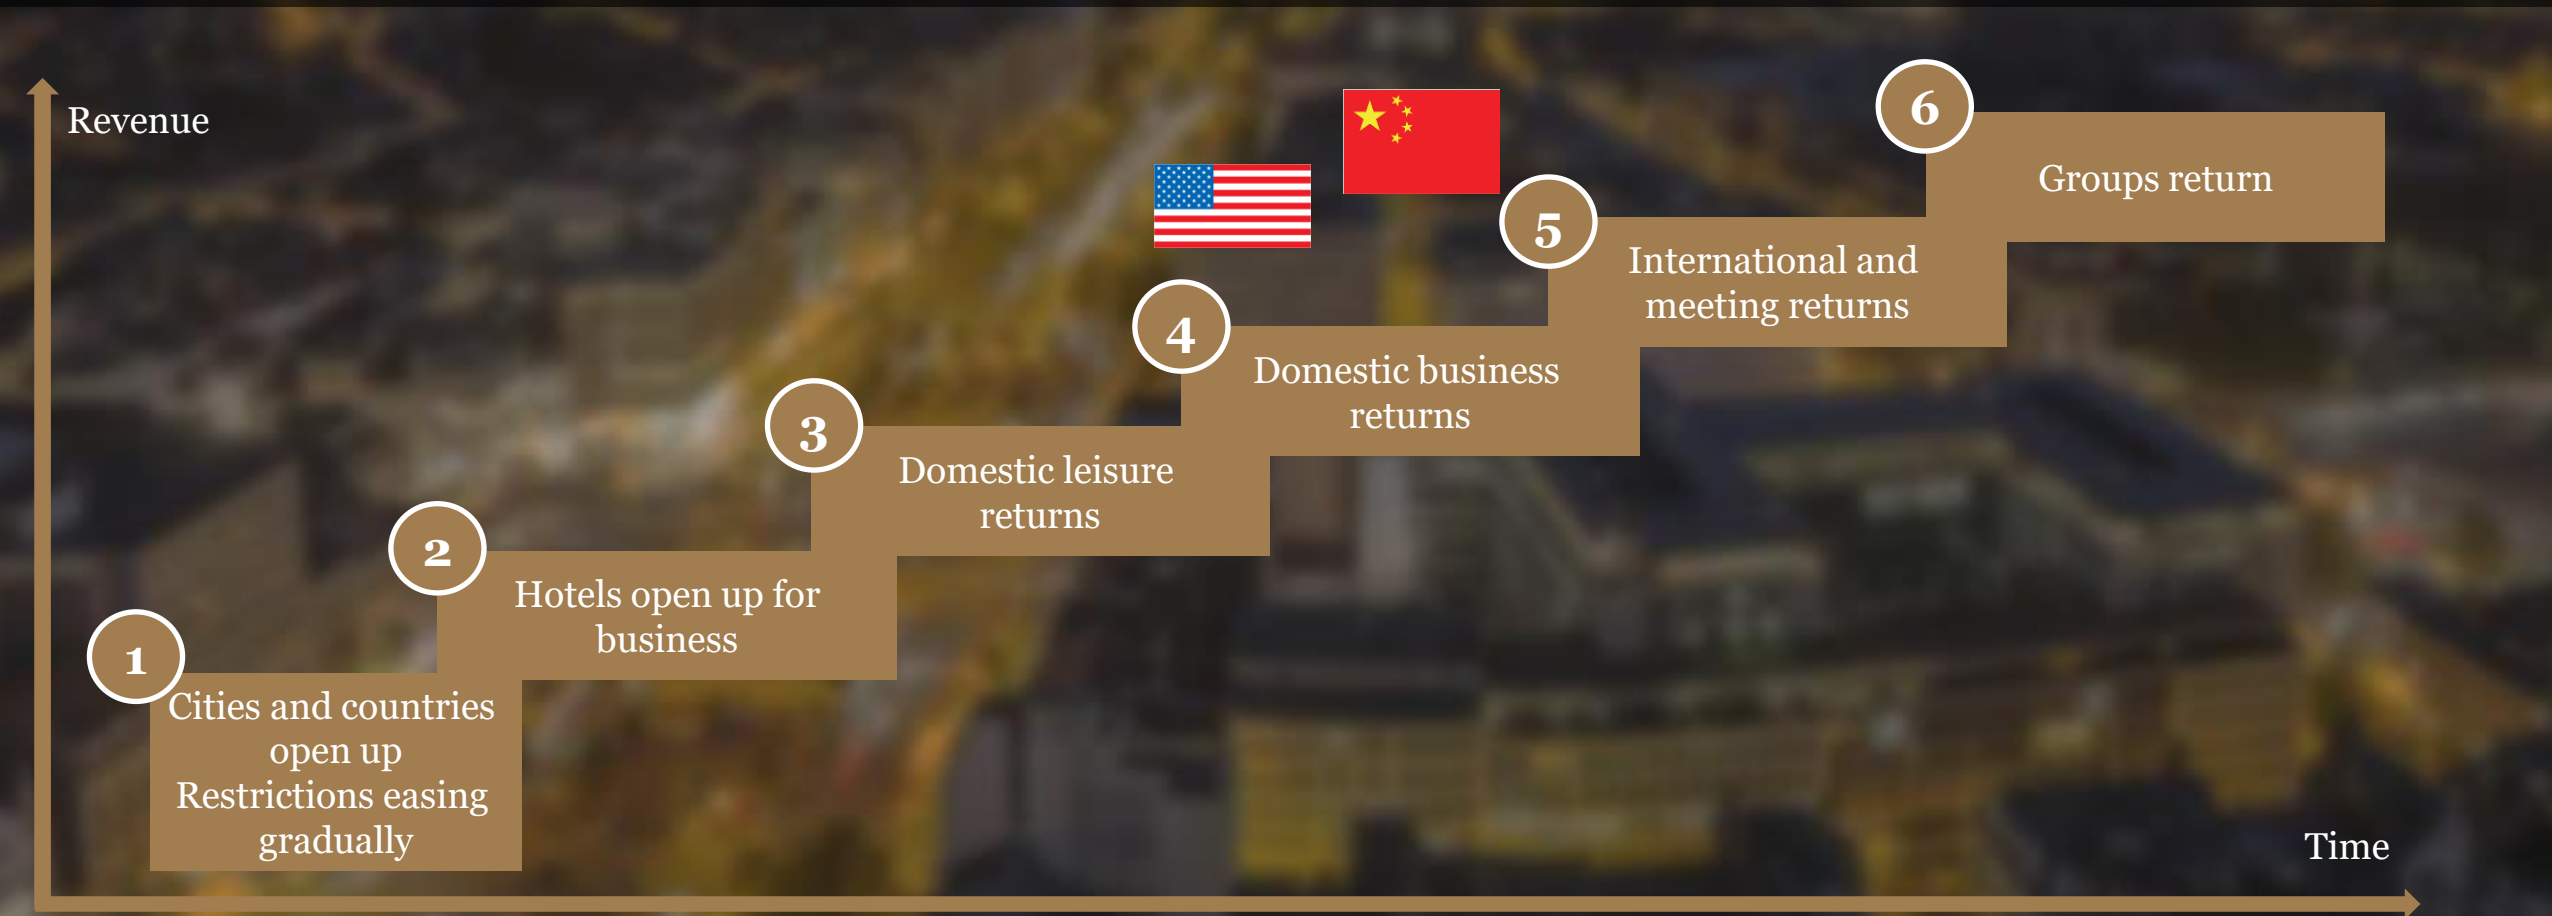 Revenue
6
Groups return
5
International and
meeting returns
4
Domestic business
returns
3
Domestic leisure
returns
2
Hotels open up for
business
1
Cities and countries
open up
Restrictions easing
gradually
Time